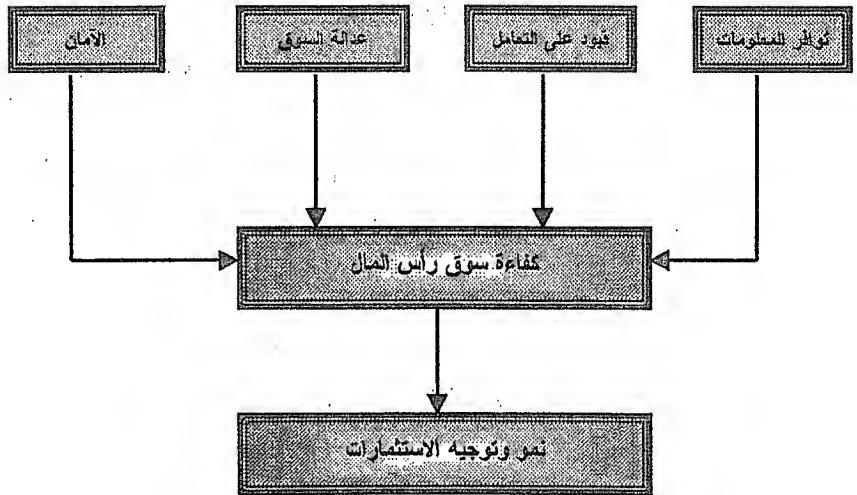 توافر المعلومات
قيود على التعامل
عدالة السوق
الأمان
كفاءة سوق رأس المال
نمو وتوجيه الاستثمارات